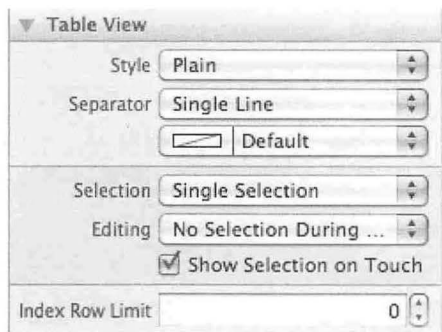 Table View
Style Plain
Separator Single Line
Default
Selection Single Selection
Editing No Selection During ...
Show Selection on Touch
Index Row Limit 0